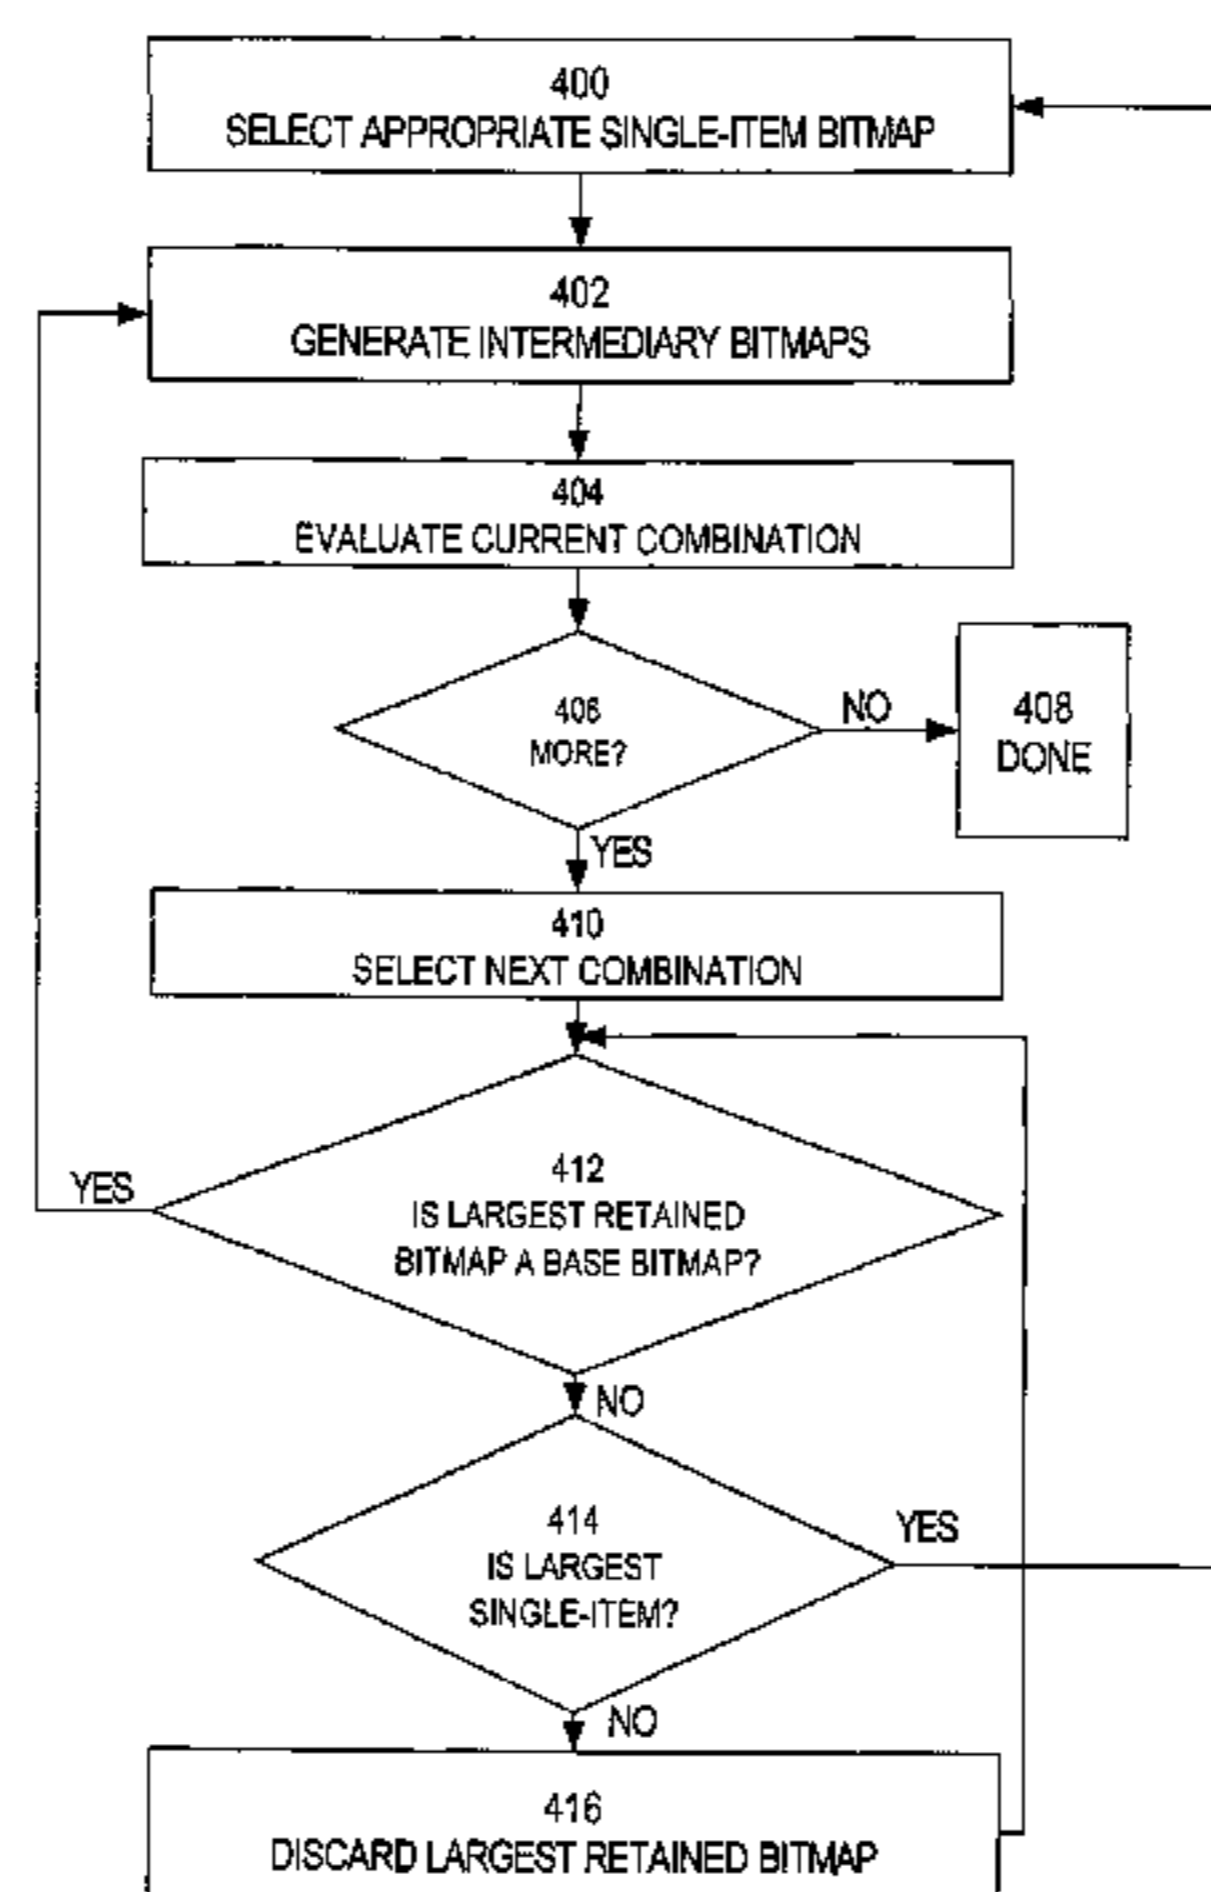 400
SELECT APPROPRIATE SINGLE-ITEM BITMAP
402
GENERATE INTERMEDIARY BITMAPS
404
EVALUATE CURRENT COMBINATION
406
MORE?
NO
408
DONE
YES
410
SELECT NEXT COMBINATION
YES
412
IS LARGEST RETAINED
BITMAP A BASE BITMAP?
NO
414
IS LARGEST
SINGLE-ITEM?
YES
NO
416
DISCARD LARGEST RETAINED BITMAP